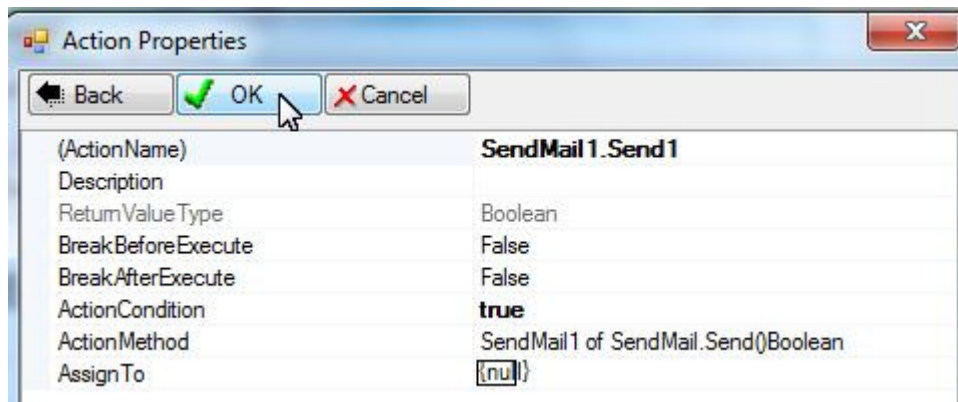 Action Properties
Back OK Cancel
(ActionName) SendMail1.Send1
Description
ReturnValueType Boolean
BreakBeforeExecute False
BreakAfterExecute False
ActionCondition true
ActionMethod SendMail1 of SendMail.Send()Boolean
AssignTo {null}